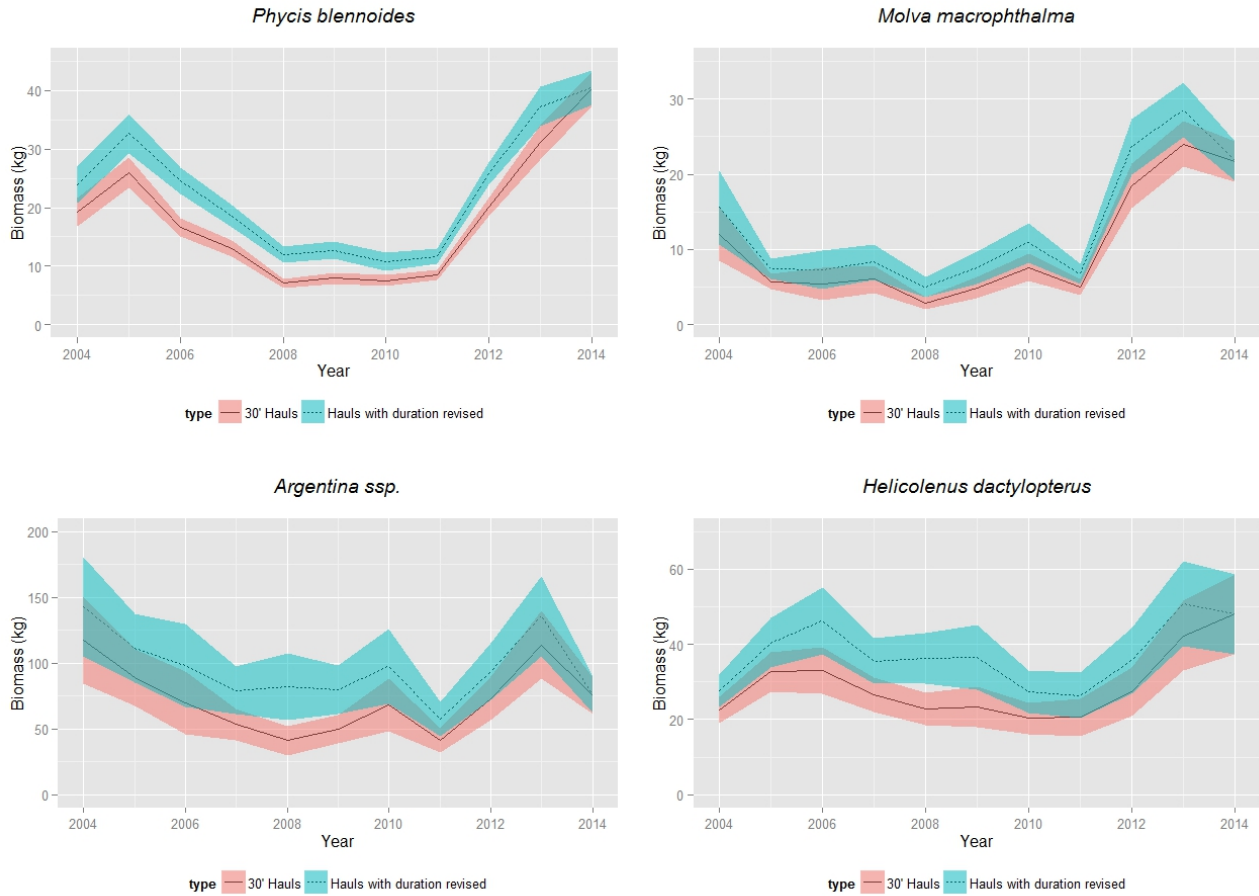 Phycis blennoides
Molva macrophthalma
Biomass (kg)
40
30
20
10
0
2004 2006 2008 2010 2012 2014
Year
type 30' Hauls Hauls with duration revised
Biomass (kg)
30
20
10
0
2004 2006 2008 2010 2012 2014
Year
type 30' Hauls Hauls with duration revised
Argentina ssp.
Helicolenus dactylopterus
Biomass (kg)
200
150
100
50
0
2004 2006 2008 2010 2012 2014
Year
type 30' Hauls Hauls with duration revised
Biomass (kg)
60
40
20
0
2004 2006 2008 2010 2012 2014
Year
type 30' Hauls Hauls with duration revised